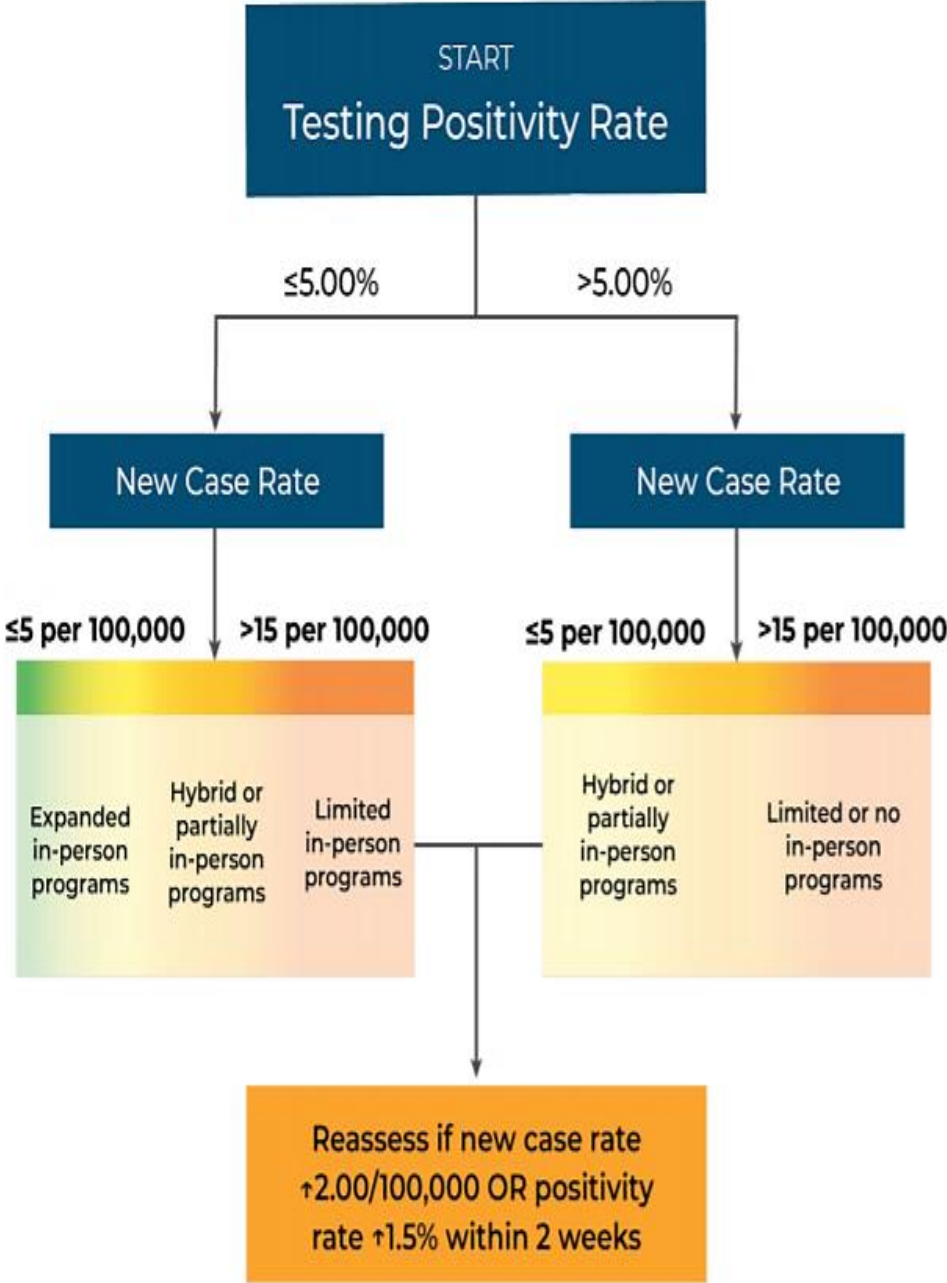 START
Testing Positivity Rate
≤5.00%
>5.00%
New Case Rate
New Case Rate
≤5 per 100,000
>15 per 100,000
≤5 per 100,000
>15 per 100,000
Expanded
in-person
programs
Hybrid or
partially
in-person
programs
Limited
in-person
programs
Hybrid or
partially
in-person
programs
Limited or no
in-person
programs
Reassess if new case rate
↑2.00/100,000 OR positivity
rate ↑1.5% within 2 weeks